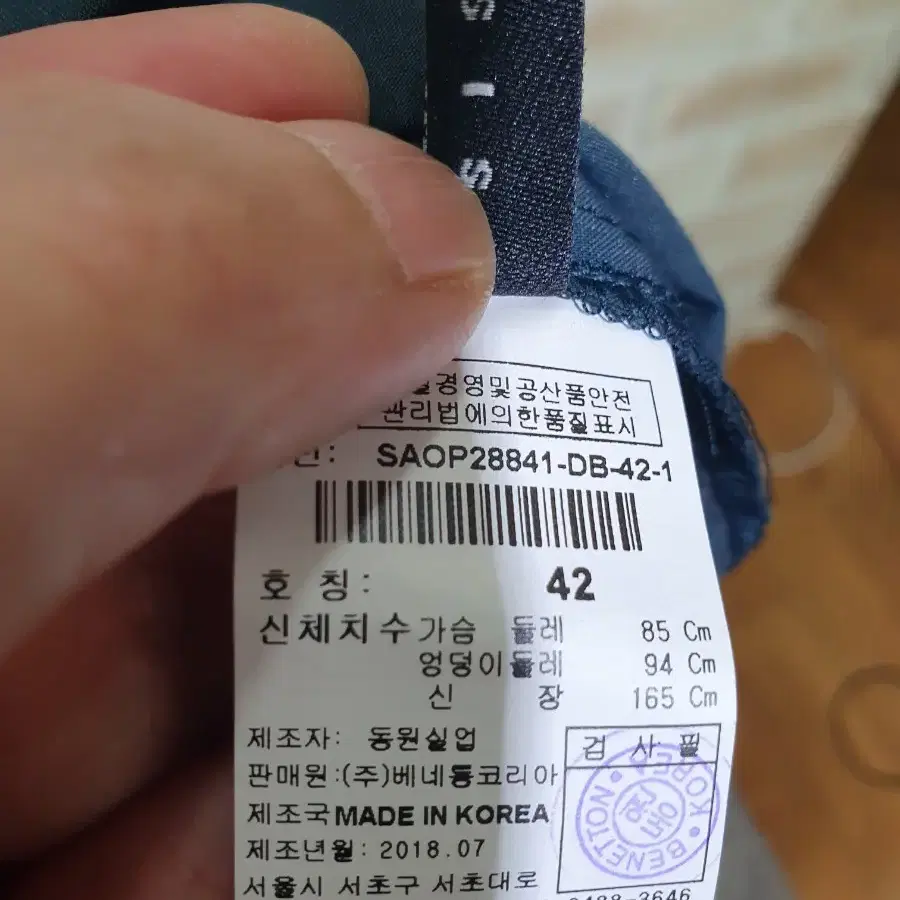 S I S
경영및공산품안전
관리법에의한품질표시
SAOP28841-DB-42-1
호 칭: 42
신체치수 가슴 둘레 85 Cm
엉덩이둘레 94 Cm
신 장 165 Cm
제조자: 동원실업
검 사 필
판매원:(주)베네통코리아
제조국 MADE IN KOREA
BENETTON KOREA
제조년월: 2018.07
서울시 서초구 서초대로
3646